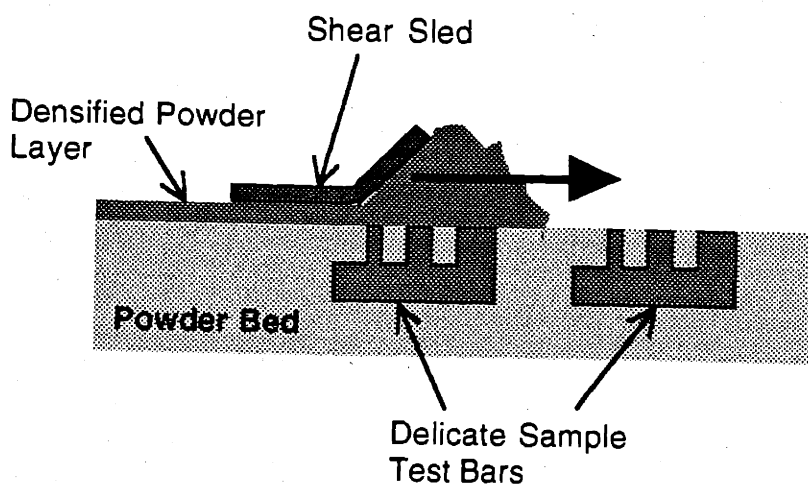 Shear Sled
Densified Powder
Layer
Powder Bed
Delicate Sample
Test Bars